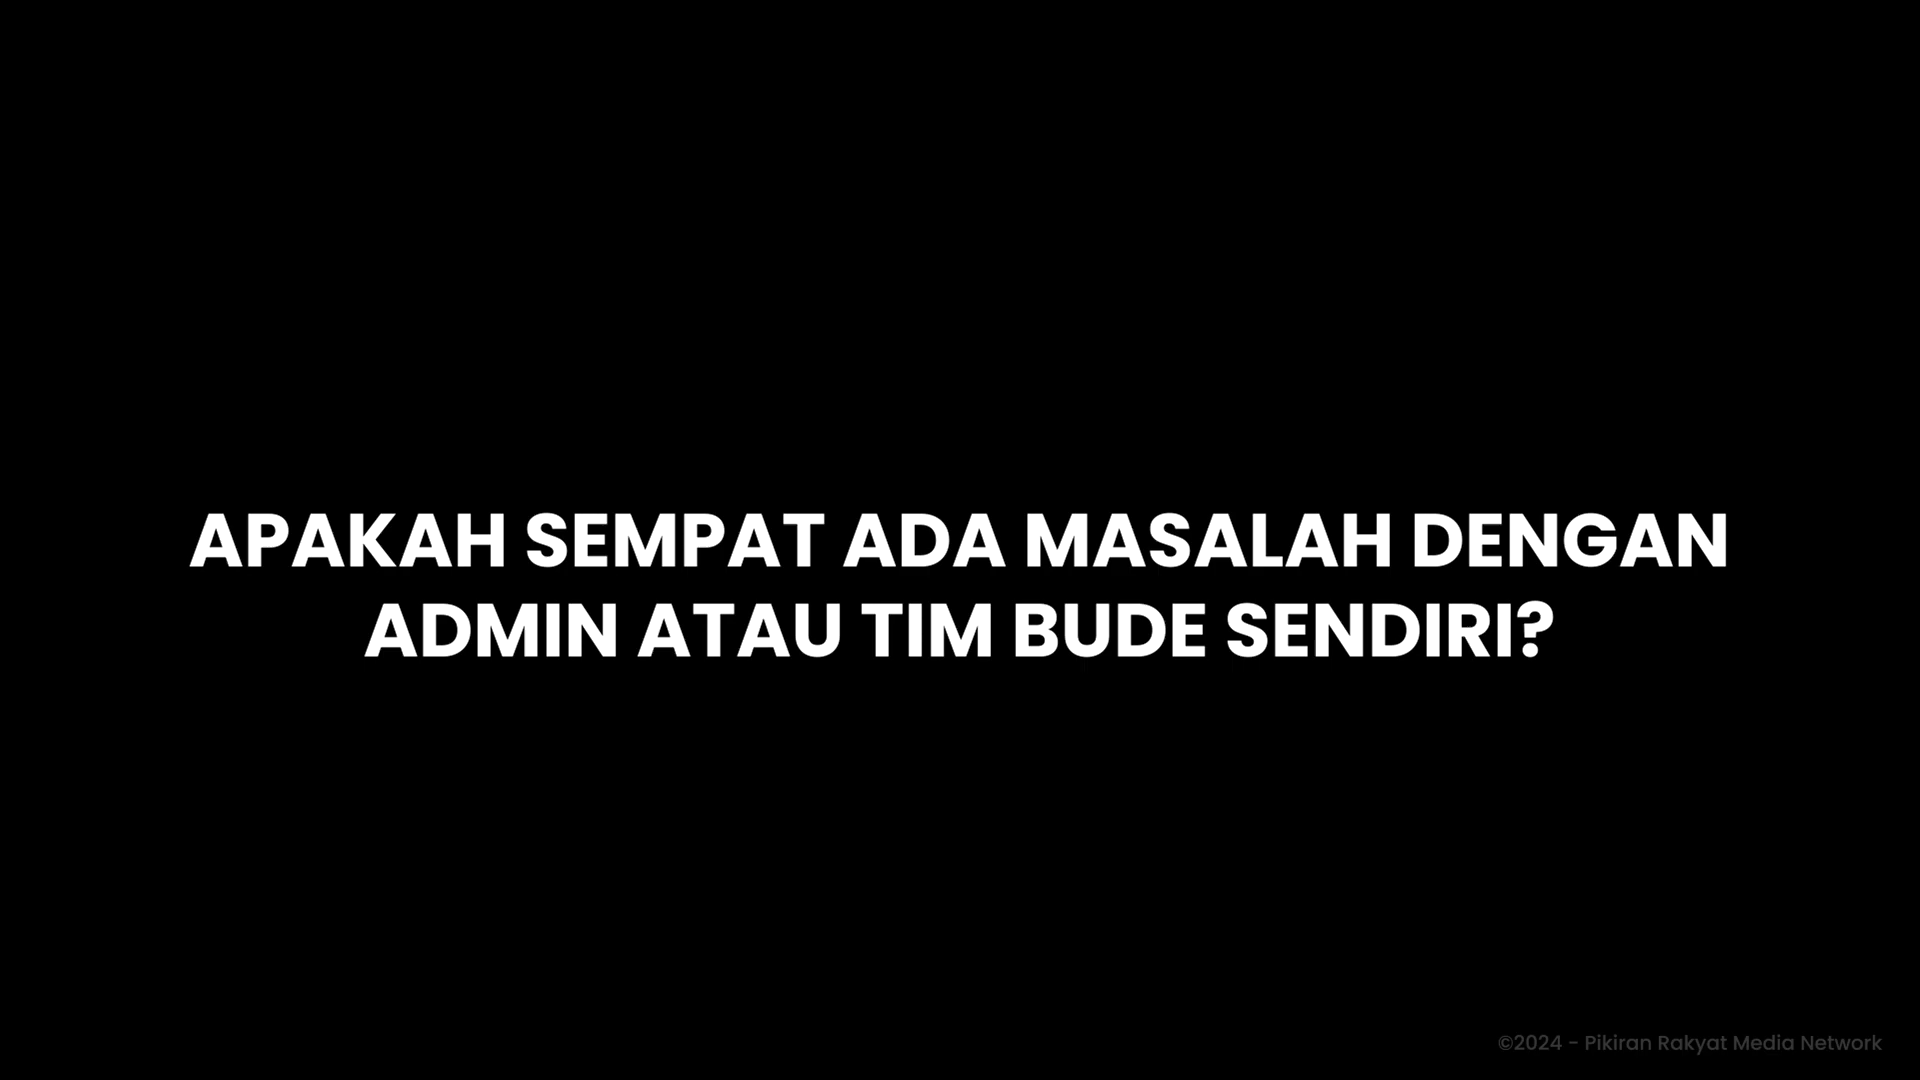 APAKAH SEMPAT ADA MASALAH DENGAN
ADMIN ATAU TIM BUDE SENDIRI?
©2024 - Pikiran Rakyat Media Network